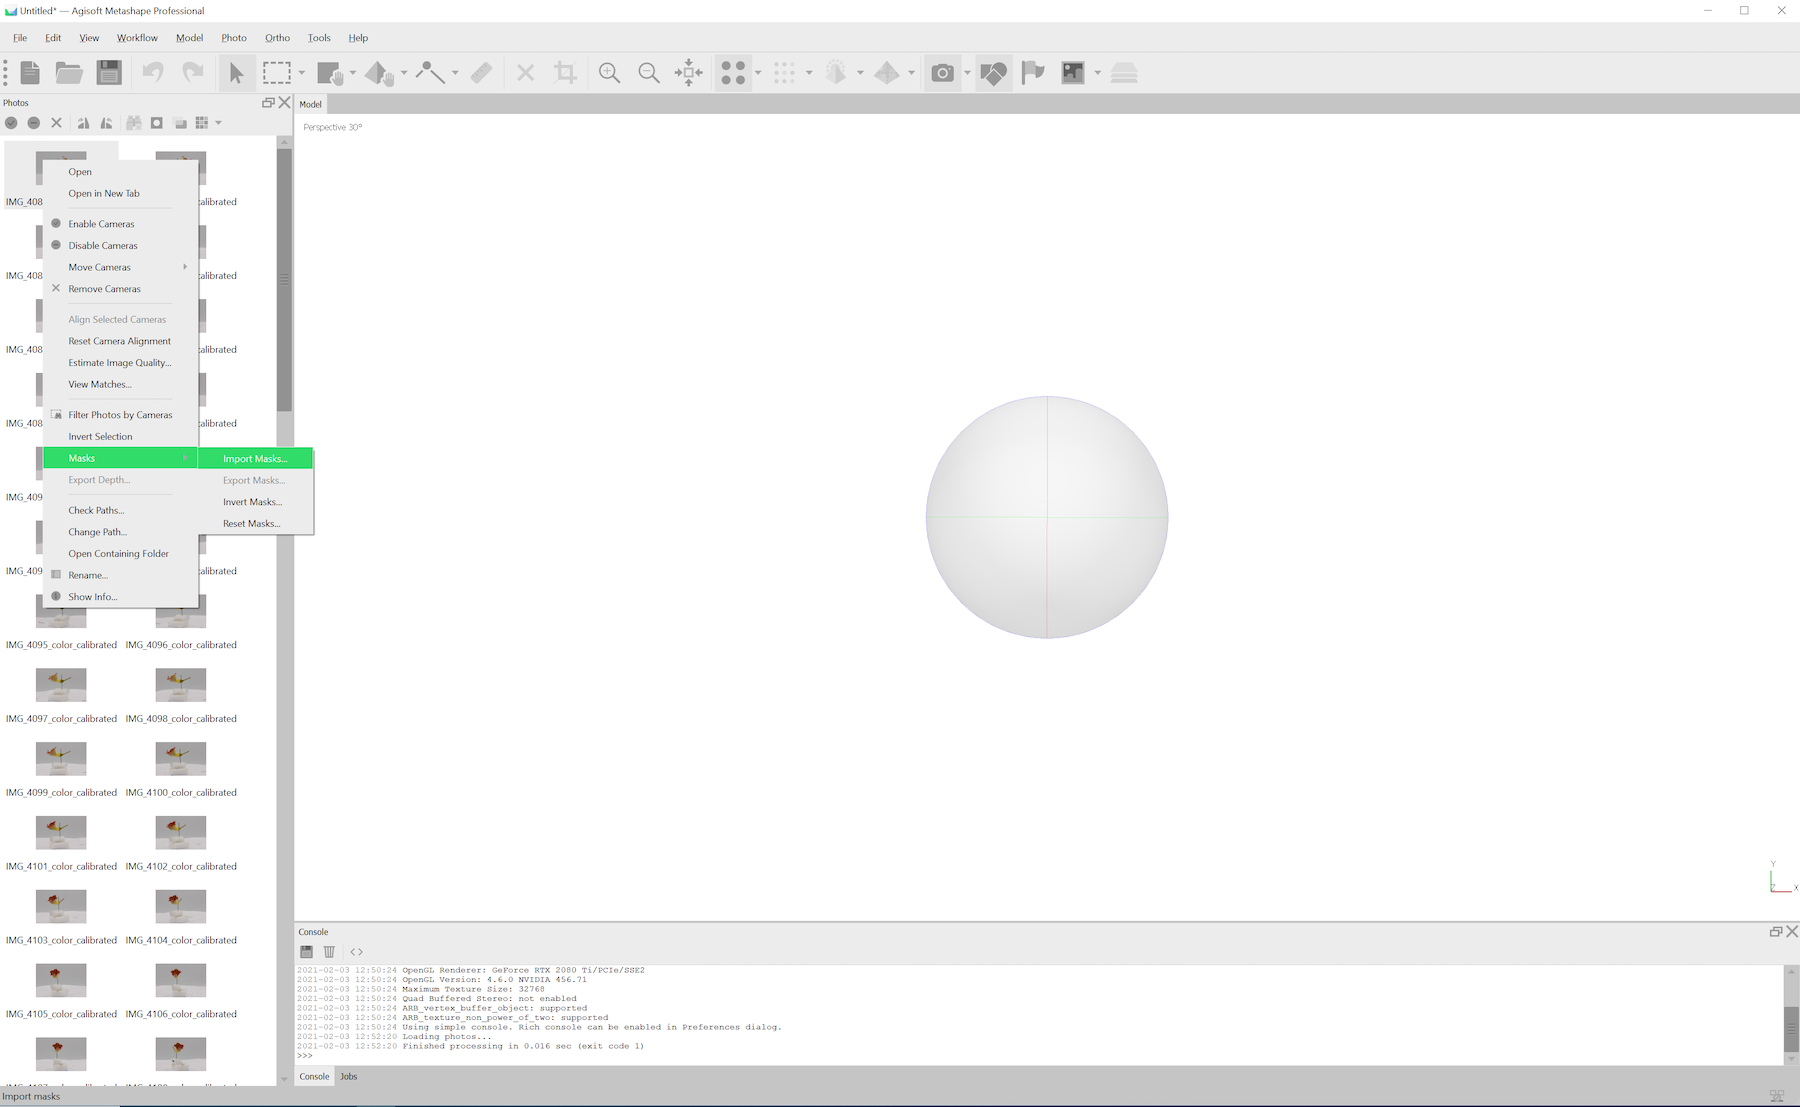 Untitled* — Agisoft Metashape Professional
File Edit View Workflow Model Photo Ortho Tools Help
Photos
Model
Perspective 30°
IMG_408
alibrated
IMG_408
alibrated
IMG_408
alibrated
IMG_408
alibrated
IMG_409
IMG_409
alibrated
Open
Open in New Tab
Enable Cameras
Disable Cameras
Move Cameras
Remove Cameras
Align Selected Cameras
Reset Camera Alignment
Estimate Image Quality...
View Matches...
Filter Photos by Cameras
Invert Selection
Masks
Export Depth...
Check Paths...
Change Path...
Open Containing Folder
Rename...
Show Info...
Import Masks...
Export Masks...
Invert Masks...
Reset Masks...
IMG_4095_color_calibrated IMG_4096_color_calibrated
IMG_4097_color_calibrated IMG_4098_color_calibrated
IMG_4099_color_calibrated IMG_4100_color_calibrated
IMG_4101_color_calibrated IMG_4102_color_calibrated
IMG_4103_color_calibrated IMG_4104_color_calibrated
IMG_4105_color_calibrated IMG_4106_color_calibrated
Y
X
Z
Console
2021-02-03 12:50:24 OpenGL Renderer: GeForce RTX 2080 Ti/PCIe/SSE2
2021-02-03 12:50:24 OpenGL Version: 4.6.0 NVIDIA 456.71
2021-02-03 12:50:24 Maximum Texture Size: 32768
2021-02-03 12:50:24 Quad Buffered Stereo: not enabled
2021-02-03 12:50:24 ARB_vertex_buffer_object: supported
2021-02-03 12:50:24 ARB_texture_non_power_of_two: supported
2021-02-03 12:50:24 Using simple console. Rich console can be enabled in Preferences dialog.
2021-02-03 12:52:20 Loading photos...
2021-02-03 12:52:20 Finished processing in 0.016 sec (exit code 1)
>>>
Console Jobs
Import masks